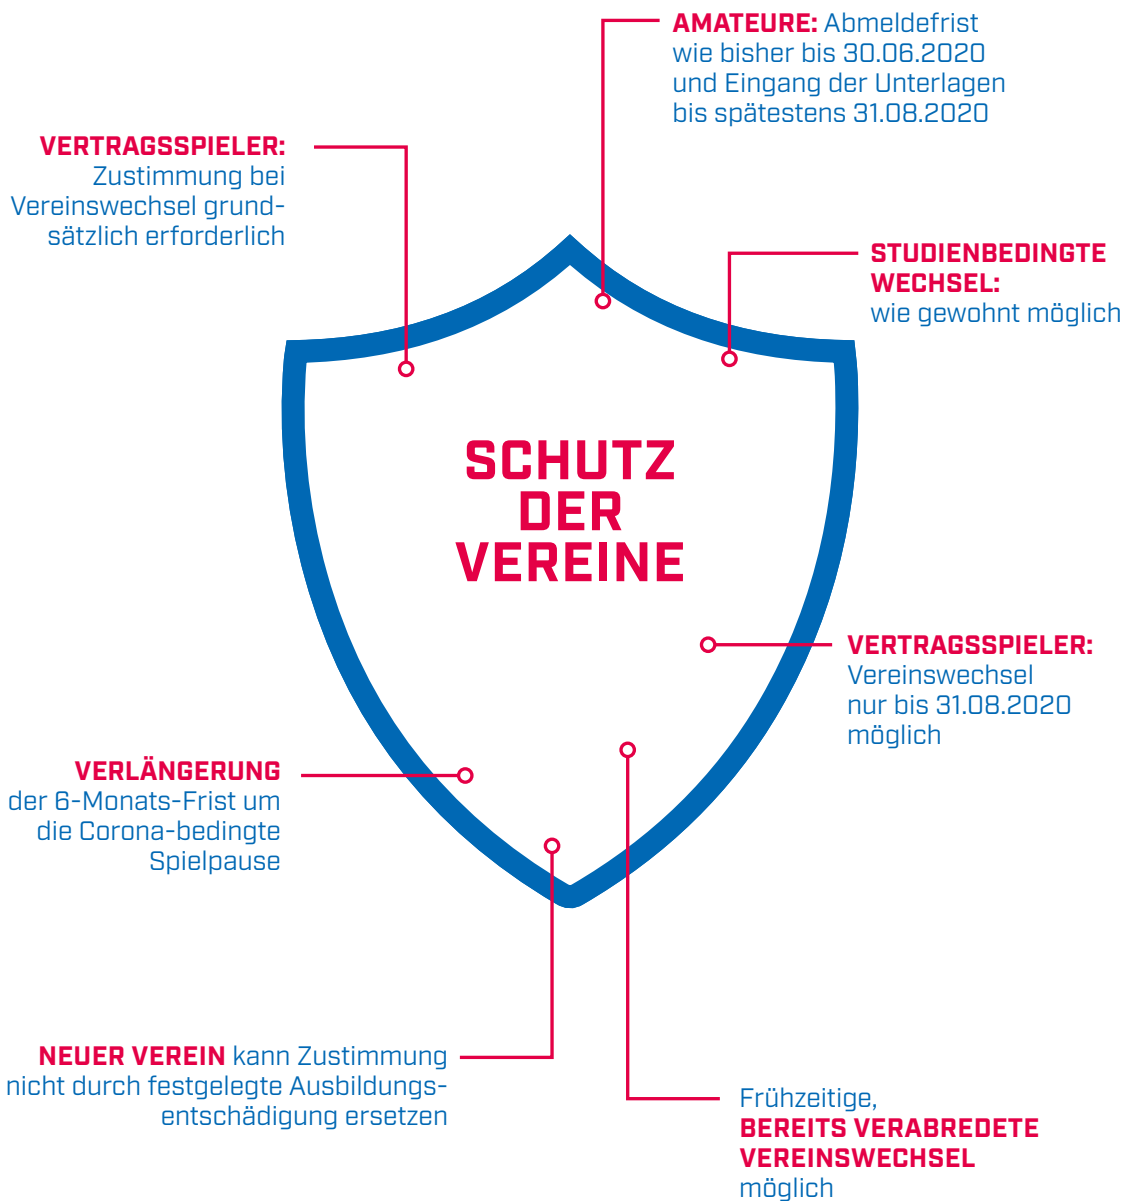 AMATEURE: Abmeldefrist
wie bisher bis 30.06.2020
und Eingang der Unterlagen
bis spätestens 31.08.2020
VERTRAGSSPIELER:
Zustimmung bei
Vereinswechsel grund-
sätzlich erforderlich
STUDIENBEDINGTE
WECHSEL:
wie gewohnt möglich
SCHUTZ
DER
VEREINE
VERTRAGSSPIELER:
Vereinswechsel
nur bis 31.08.2020
möglich
VERLÄNGERUNG
der 6-Monats-Frist um
die Corona-bedingte
Spielpause
NEUER VEREIN kann Zustimmung
nicht durch festgelegte Ausbildungs-
entschädigung ersetzen
Frühzeitige,
BEREITS VERABREDETE
VEREINSWECHSEL
möglich